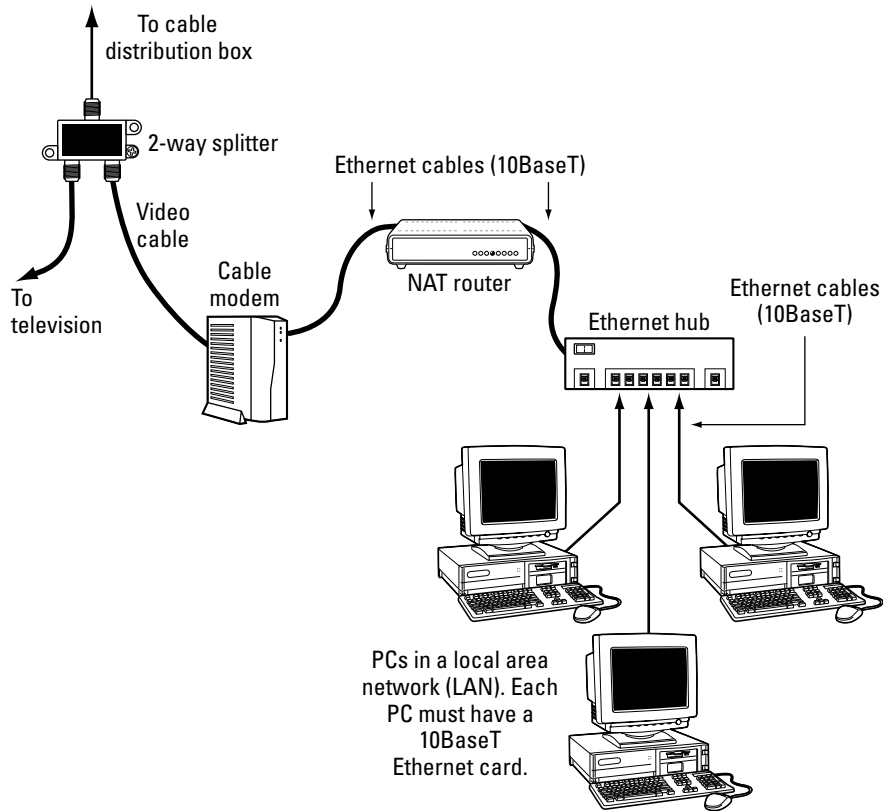 To cable
distribution box
2-way splitter
Ethernet cables (10BaseT)
Video
cable
Cable
modem
NAT router
To
television
Ethernet hub
Ethernet cables
(10BaseT)
PCs in a local area
network (LAN). Each
PC must have a
10BaseT
Ethernet card.